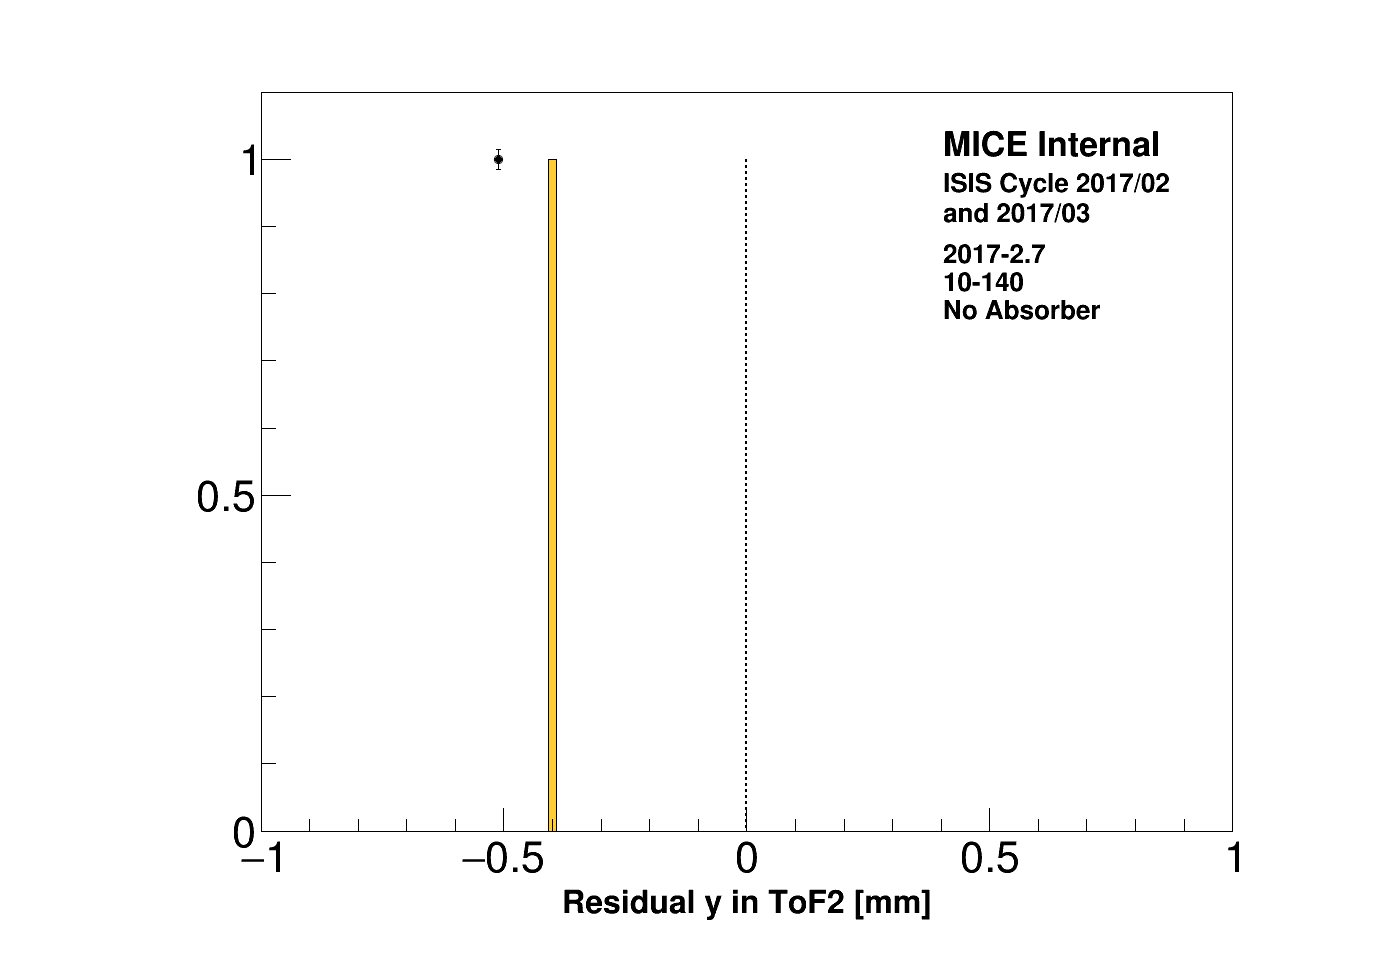 MICE Internal
ISIS Cycle 2017/02
and 2017/03
2017-2.7
10-140
No Absorber
1
0.5
0
−1 −0.5 0 0.5 1
Residual y in ToF2 [mm]